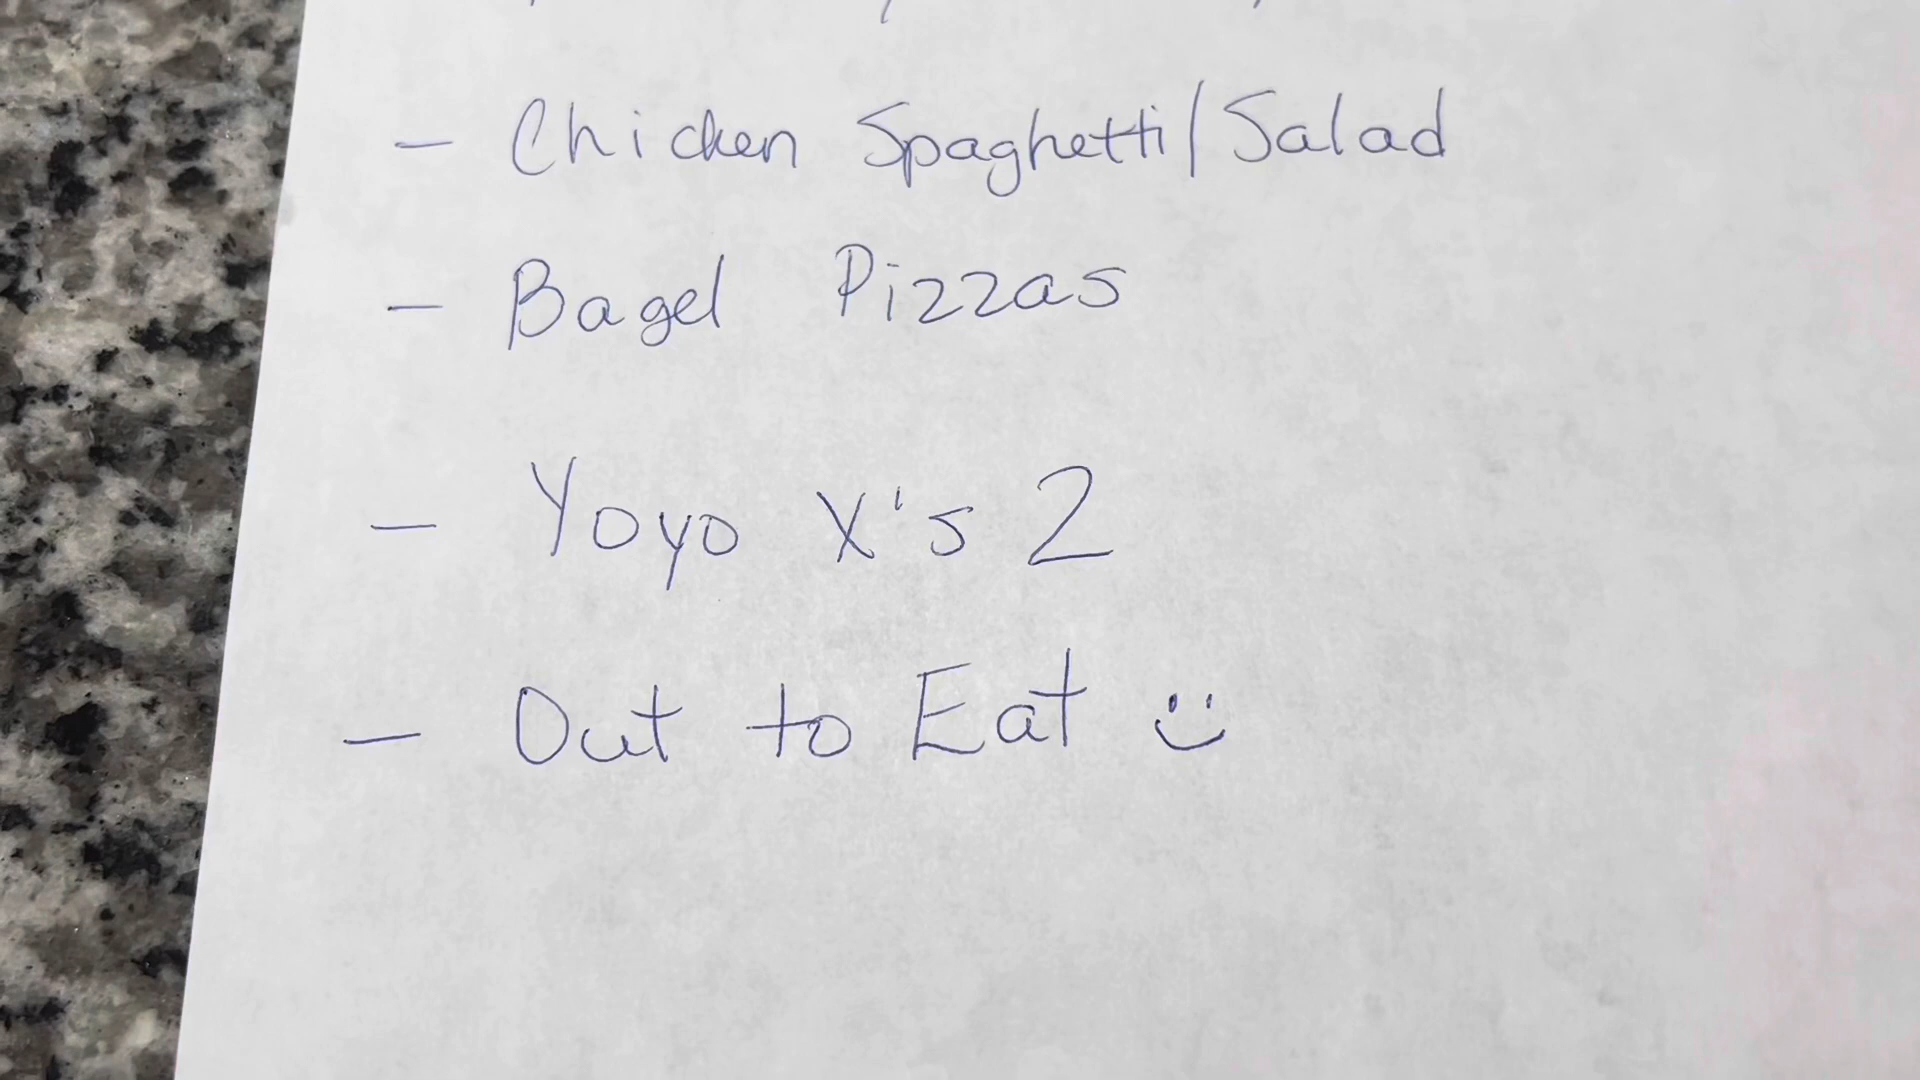 - Chicken Spaghetti/Salad
- Bagel Pizzas
- Yoyo X's 2
- Out to Eat :)